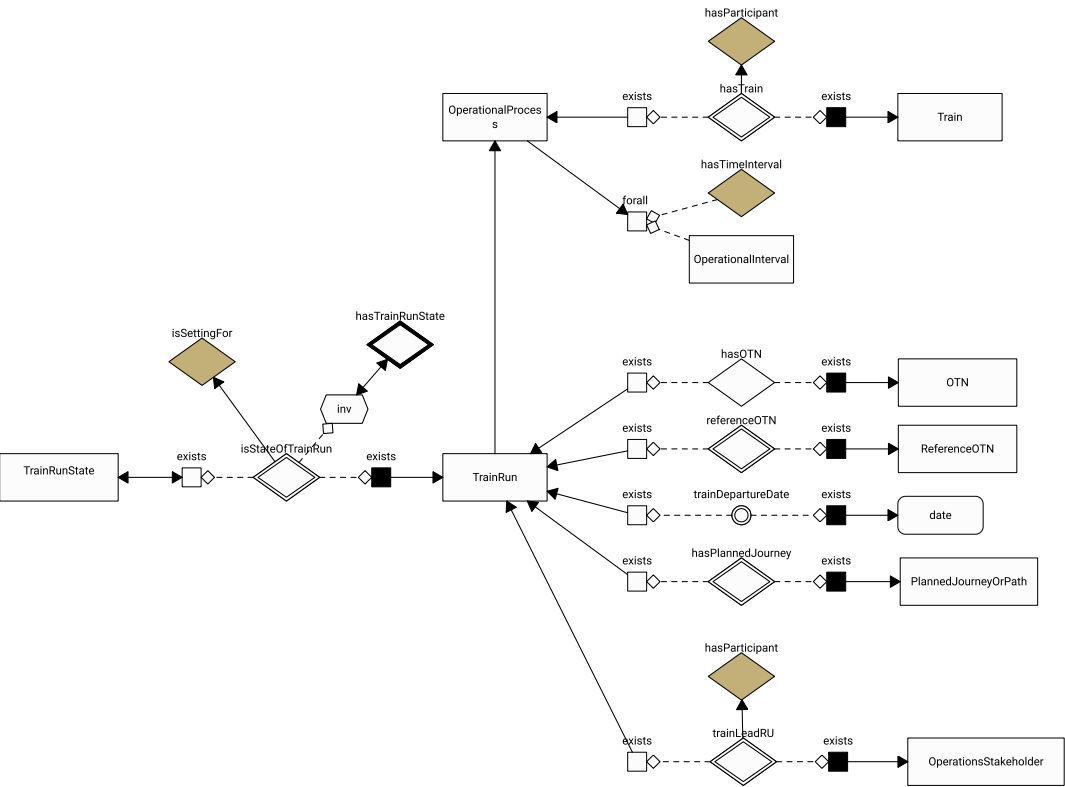 hasParticipant
hasTrain
exists
exists
OperationalProces
s
Train
hasTimeInterval
forall
OperationalInterval
hasTrainRunState
isSettingFor
inv
isStateOfTrainRun
exists
exists
TrainRunState
TrainRun
hasOTN
exists
exists
OTN
referenceOTN
exists
exists
ReferenceOTN
trainDepartureDate
exists
exists
date
hasPlannedJourney
exists
exists
PlannedJourneyOrPath
hasParticipant
trainLeadRU
exists
exists
OperationsStakeholder